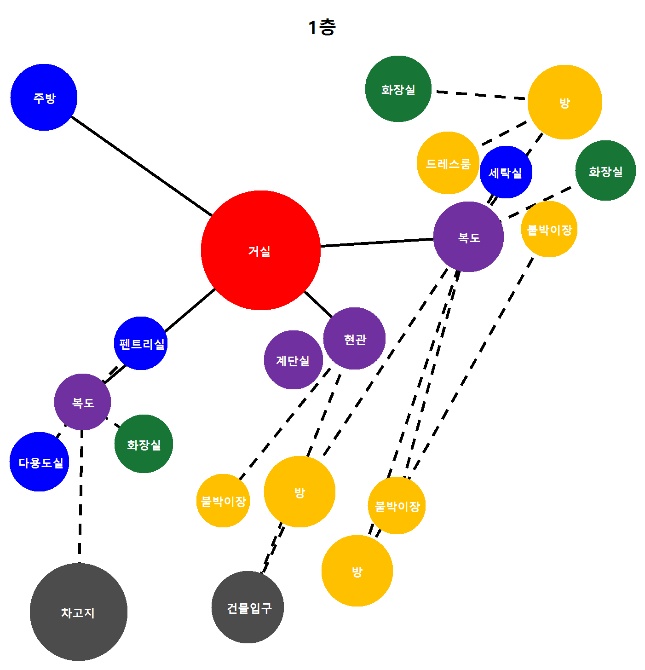 1층
화장실
주방
방
드레스룸
세탁실
화장실
복도
붙박이장
거실
현관
펜트리실
계단실
복도
화장실
다용도실
방
붙박이장
붙박이장
방
건물입구
차고지